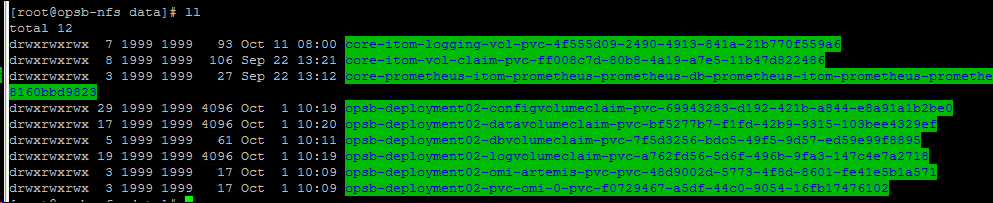 [root@opsb-nfs data]# ll
total 12
drwxrwxrwx  7 1999 1999   93 Oct 11 08:00 core-itom-logging-vol-pvc-4f555d09-2490-4913-841a-21b770f559a6
drwxrwxrwx  8 1999 1999  106 Sep 22 13:21 core-itom-vol-claim-pvc-ff008c7d-80b8-4a19-a7e5-11b47d822486
drwxrwxrwx  3 1999 1999   27 Sep 22 13:12 core-prometheus-itom-prometheus-prometheus-db-prometheus-itom-prometheus-promethe
8160bbd9823
drwxrwxrwx 29 1999 1999 4096 Oct  1 10:19 opsb-deployment02-configvolumeclaim-pvc-69943283-d192-421b-a844-e8a91a1b2be0
drwxrwxrwx 17 1999 1999 4096 Oct  1 10:20 opsb-deployment02-datavolumeclaim-pvc-bf5277b7-f1fd-42b9-9315-103bee4329ef
drwxrwxrwx  5 1999 1999   61 Oct  1 10:11 opsb-deployment02-dbvolumeclaim-pvc-7f5d3256-bdc5-49f5-9d57-ed59e99f8895
drwxrwxrwx 19 1999 1999 4096 Oct  1 10:19 opsb-deployment02-logvolumeclaim-pvc-a762fd56-5d6f-496b-9fa3-147c4e7a2718
drwxrwxrwx  3 1999 1999   17 Oct  1 10:09 opsb-deployment02-omi-artemis-pvc-pvc-48d9002d-5773-4f8d-8601-fe41e5b1a571
drwxrwxrwx  3 1999 1999   17 Oct  1 10:09 opsb-deployment02-pvc-omi-0-pvc-f0729467-a5df-44c0-9054-16fb17476102